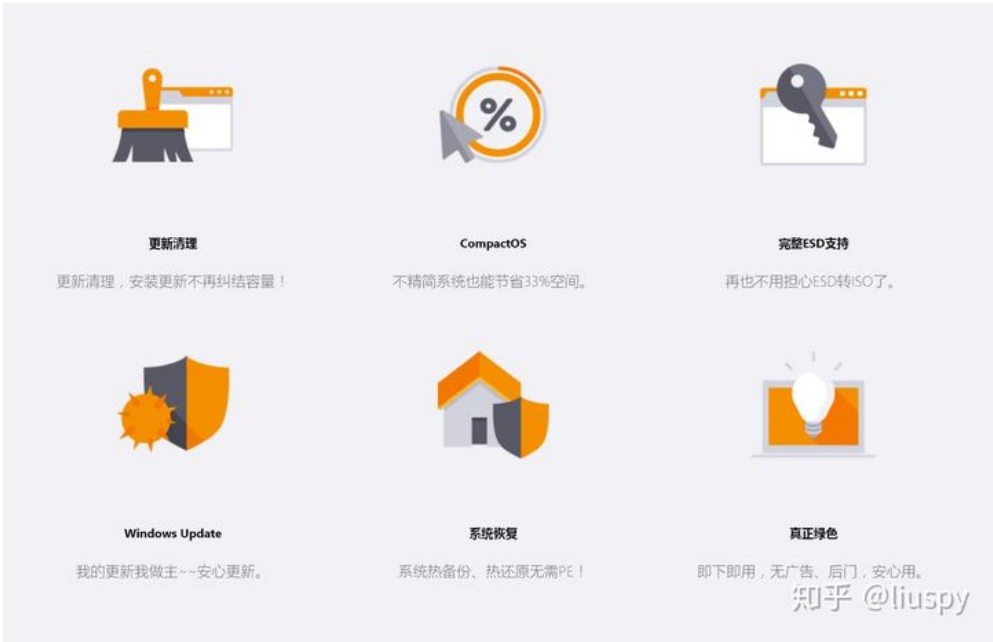 更新清理
CompactOS
完整ESD支持
更新清理，安装更新不再纠结容量！
不精简系统也能节省33%空间。
再也不用担心ESD转ISO了。
Windows Update
系统恢复
真正绿色
我的更新我做主~~安心更新。
系统热备份、热还原无需PE！
即下即用，无广告、后门，安心用。
知乎 @liuspy